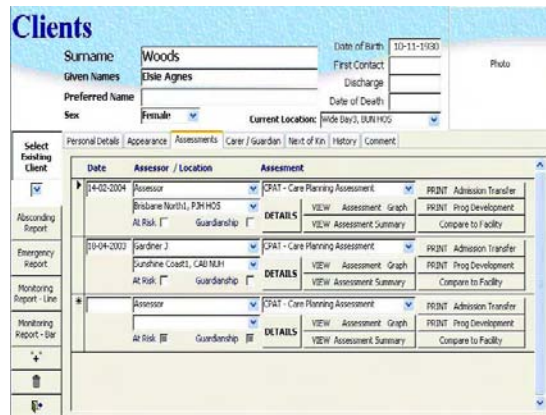 Clients
Surname Woods
Given Names Elsie Agnes
Preferred Name
Sex Female
Date of Birth 10-11-1930
First Contact
Discharge
Date of Death
Photo
Current Location: Wide Bay3, BUN HOS
Select Existing Client
Absconding Report
Emergency Report
Monitoring Report - Line
Monitoring Report - Bar
Personal Details Appearance Assessments Carer / Guardian Next of Kin History Comment
Date Assessor / Location Assesment
14-02-2004 Assessor CPAT - Care Planning Assessment PRINT Admission Transfer
Brisbane North1, PJH HOS DETAILS VIEW Assessment Graph PRINT Prog Development
At Risk Guardianship VIEW Assessment Summary Compare to Facility
18-04-2003 Gardner J CPAT - Care Planning Assessment PRINT Admission Transfer
Sunshine Coast1, CAB NUH DETAILS VIEW Assessment Graph PRINT Prog Development
At Risk Guardianship VIEW Assessment Summary Compare to Facility
Assessor CPAT - Care Planning Assessment PRINT Admission Transfer
DETAILS VIEW Assessment Graph PRINT Prog Development
At Risk Guardianship VIEW Assessment Summary Compare to Facility